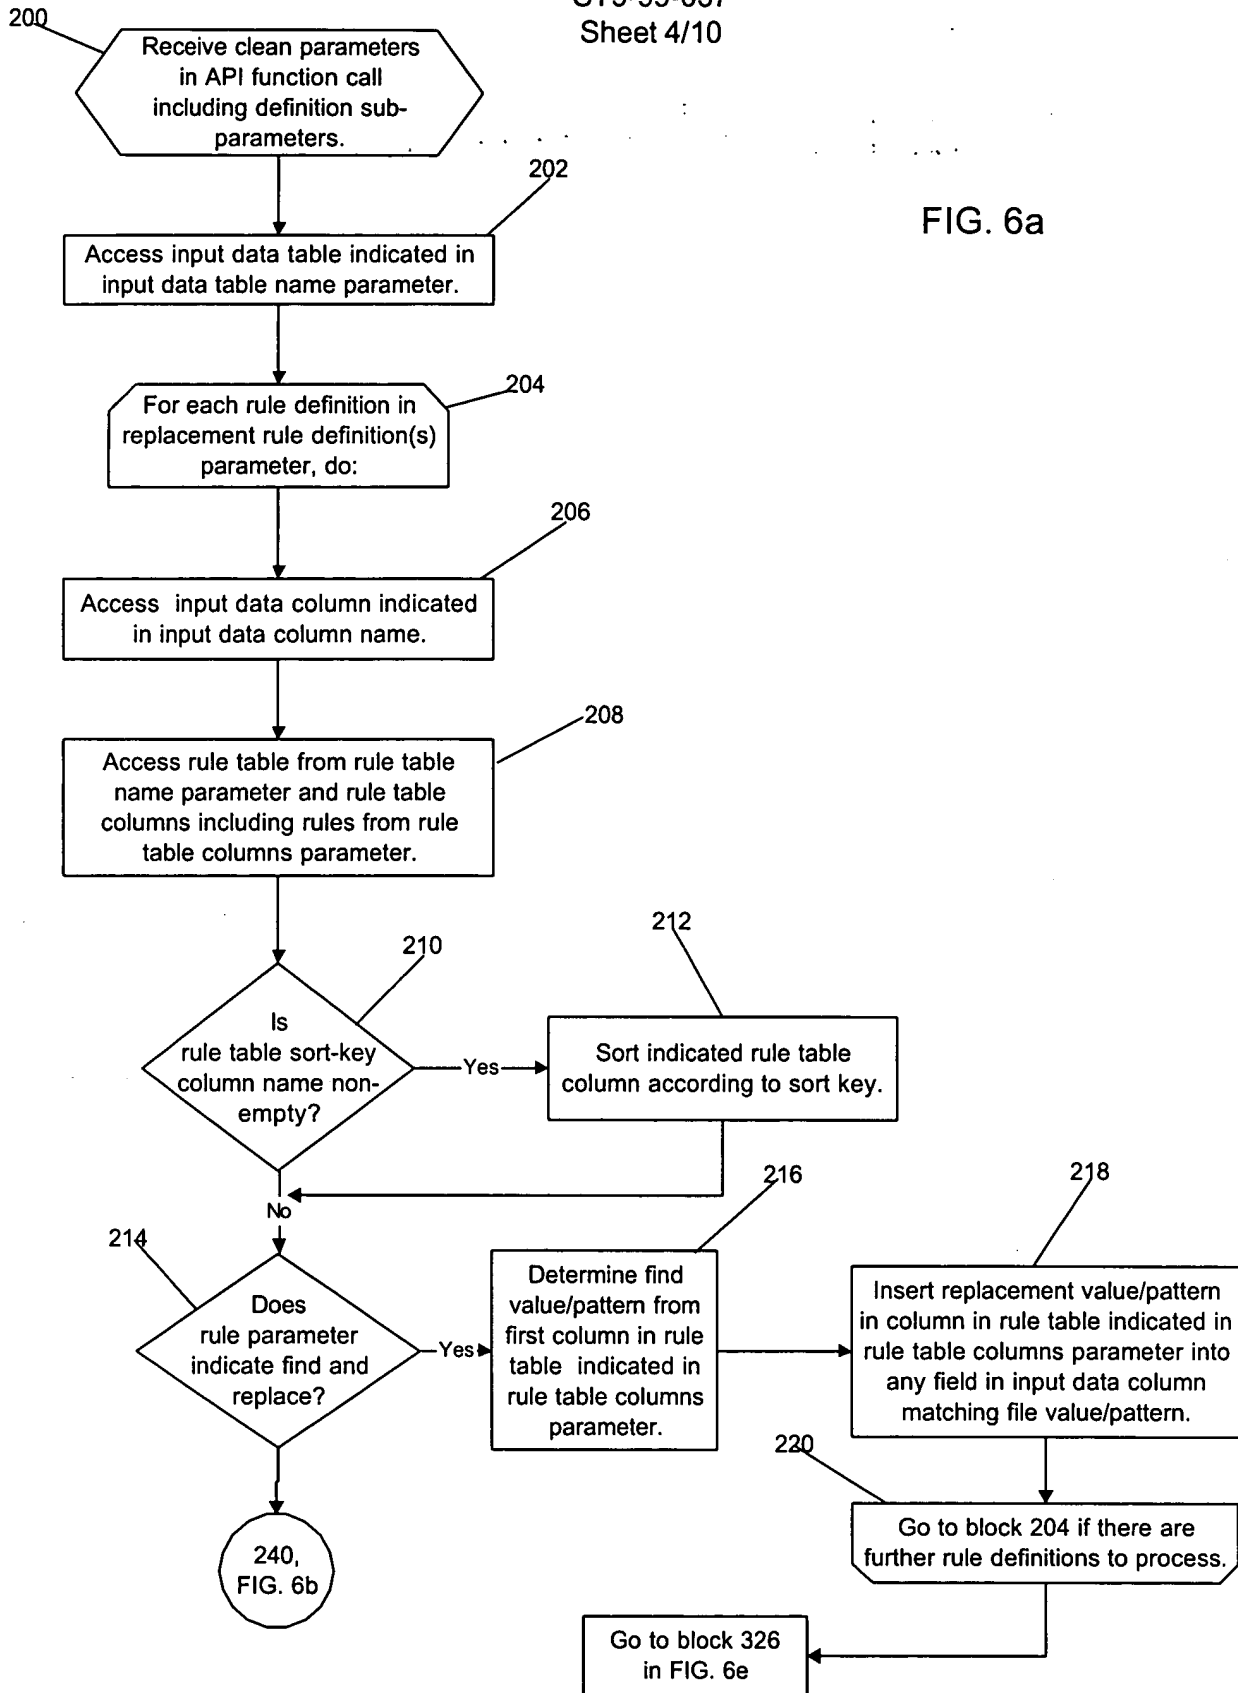 Sheet 4/10
200
Receive clean parameters
in API function call
including definition sub-
parameters.
202
FIG. 6a
Access input data table indicated in
input data table name parameter.
204
For each rule definition in
replacement rule definition(s)
parameter, do:
206
Access input data column indicated
in input data column name.
208
Access rule table from rule table
name parameter and rule table
columns including rules from rule
table columns parameter.
210
212
Is
rule table sort-key
column name non-
empty?
Yes
Sort indicated rule table
column according to sort key.
No
214
216
218
Does
rule parameter
indicate find and
replace?
Yes
Determine find
value/pattern from
first column in rule
table indicated in
rule table columns
parameter.
Insert replacement value/pattern
in column in rule table indicated in
rule table columns parameter into
any field in input data column
matching file value/pattern.
220
Go to block 204 if there are
further rule definitions to process.
240,
FIG. 6b
Go to block 326
in FIG. 6e